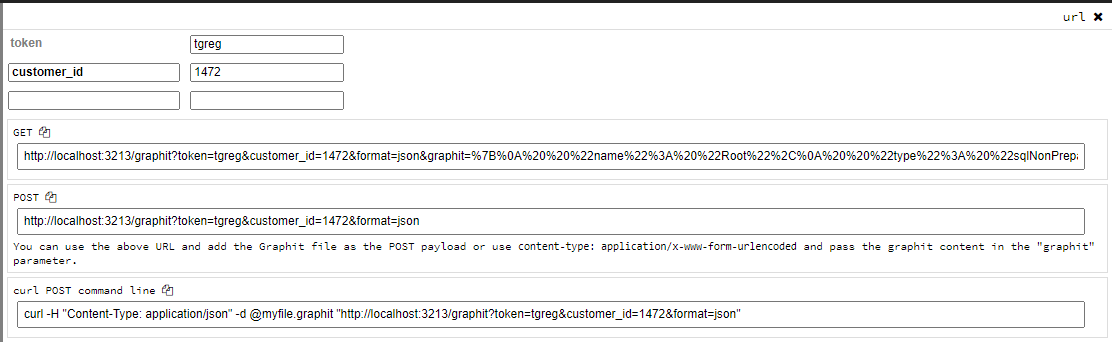 url ✖
token tgreg
customer_id 1472
GET
http://localhost:3213/graphit?token=tgreg&customer_id=1472&format=json&graphit=%7B%0A%20%20%22name%22%3A%20%22Root%22%2C%0A%20%20%22type%22%3A%20%22sqlNonPrepa
POST
http://localhost:3213/graphit?token=tgreg&customer_id=1472&format=json
You can use the above URL and add the Graphit file as the POST payload or use content-type: application/x-www-form-urlencoded and pass the graphit content in the "graphit"
parameter.
curl POST command line
curl -H "Content-Type: application/json" -d @myfile.graphit "http://localhost:3213/graphit?token=tgreg&customer_id=1472&format=json"